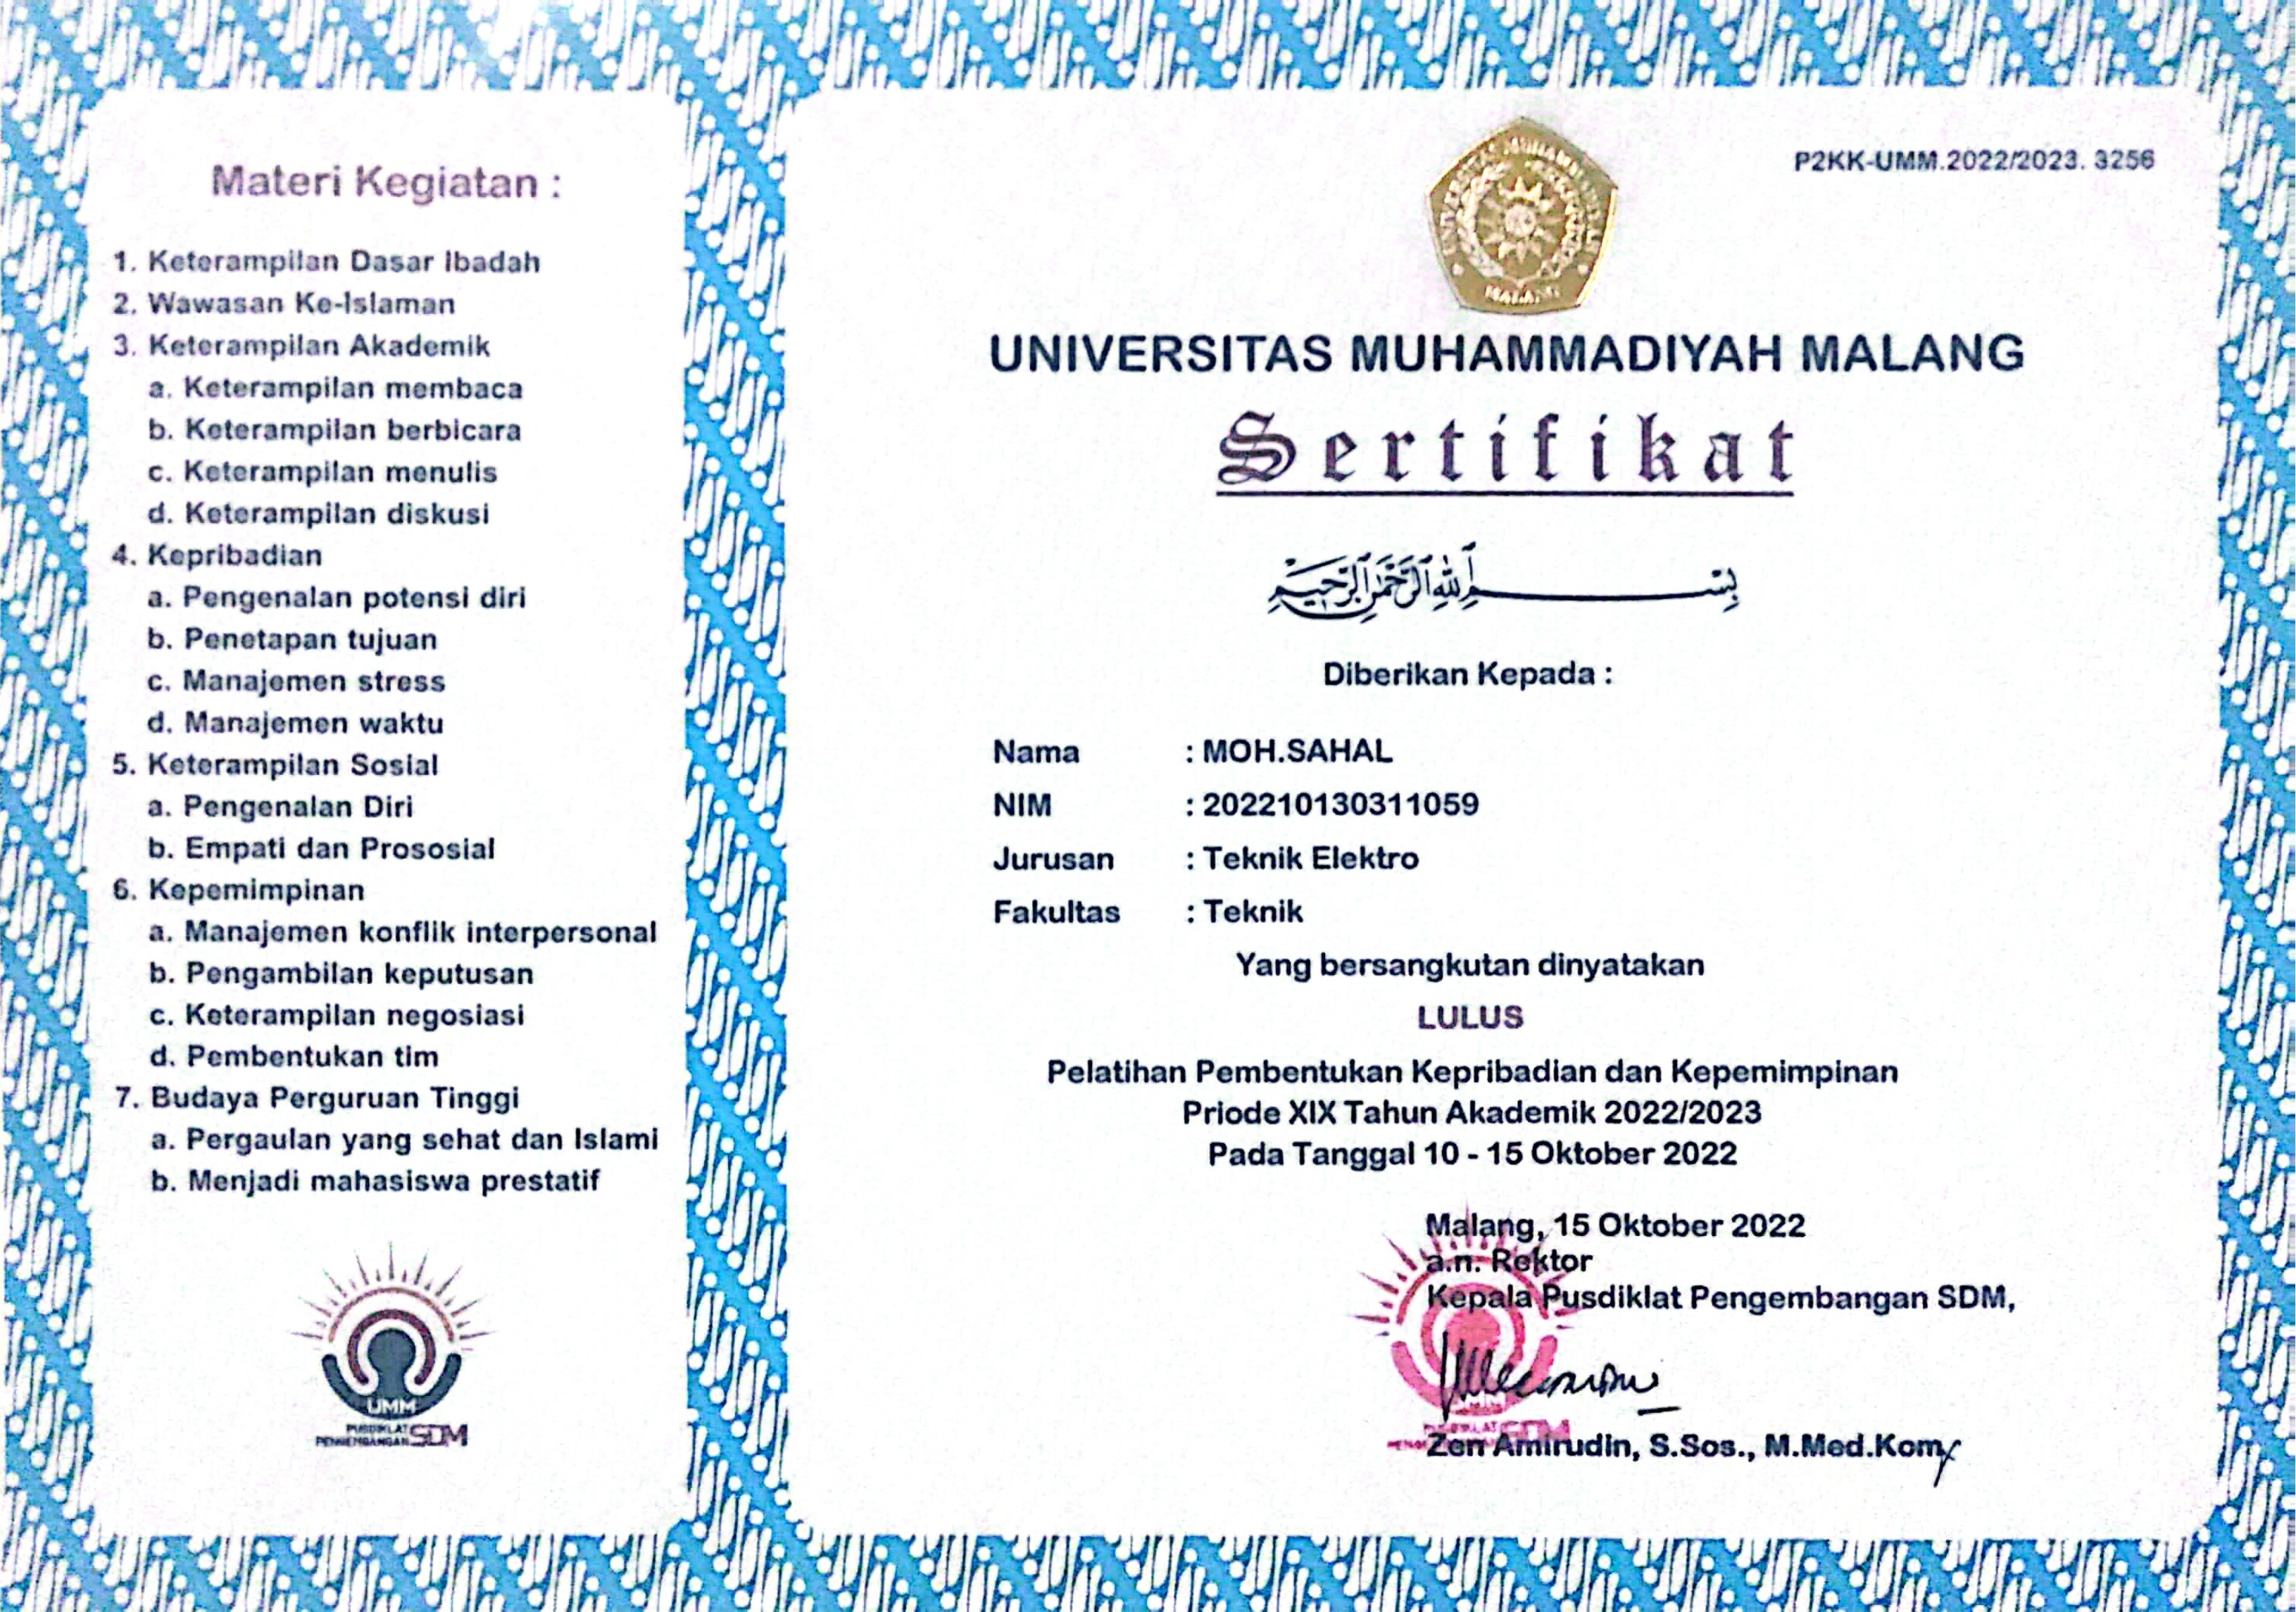 Materi Kegiatan :
1. Keterampilan Dasar Ibadah
2. Wawasan Ke-Islaman
3. Keterampilan Akademik
a. Keterampilan membaca
b. Keterampilan berbicara
c. Keterampilan menulis
d. Keterampilan diskusi
4. Kepribadian
a. Pengenalan potensi diri
b. Penetapan tujuan
c. Manajemen stress
d. Manajemen waktu
5. Keterampilan Sosial
a. Pengenalan Diri
b. Empati dan Prososial
6. Kepemimpinan
a. Manajemen konflik interpersonal
b. Pengambilan keputusan
c. Keterampilan negosiasi
d. Pembentukan tim
7. Budaya Perguruan Tinggi
a. Pergaulan yang sehat dan Islami
b. Menjadi mahasiswa prestatif
UMM
PUSDIKLAT
PENGEMBANGAN SDM
P2KK-UMM.2022/2023. 3256
MALANG
UNIVERSITAS MUHAMMADIYAH MALANG
Sertifikat
بِسْمِ ٱللَّهِ ٱلرَّحْمَٰنِ ٱلرَّحِيمِ
Diberikan Kepada :
Nama : MOH.SAHAL
NIM : 202210130311059
Jurusan : Teknik Elektro
Fakultas : Teknik
Yang bersangkutan dinyatakan
LULUS
Pelatihan Pembentukan Kepribadian dan Kepemimpinan
Priode XIX Tahun Akademik 2022/2023
Pada Tanggal 10 - 15 Oktober 2022
Malang, 15 Oktober 2022
a.n. Rektor
Kepala Pusdiklat Pengembangan SDM,
Zen Amirudin, S.Sos., M.Med.Kom